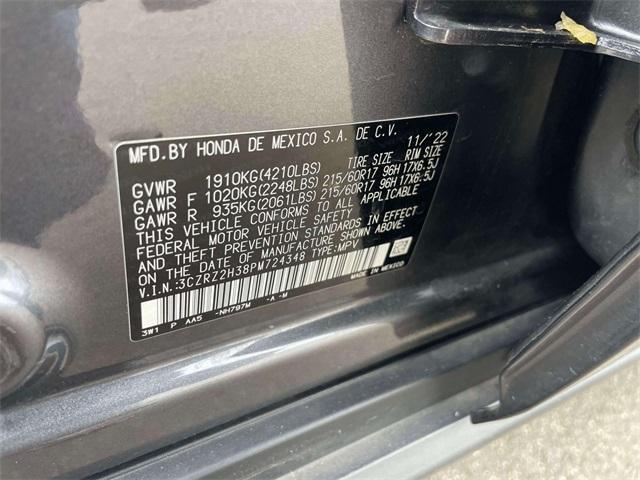 MFD.BY HONDA DE MEXICO S.A. DE C.V. 11/'22
TIRE SIZE RIM SIZE
GVWR 1910KG(4210LBS)
GAWR F 1020KG(2248LBS) 215/60R17 96H 17X6.5J
GAWR R 935KG(2061LBS) 215/60R17 96H 17X6.5J
THIS VEHICLE CONFORMS TO ALL APPLICABLE
FEDERAL MOTOR VEHICLE SAFETY
AND THEFT PREVENTION STANDARDS IN EFFECT
ON THE DATE OF MANUFACTURE SHOWN ABOVE.
V.I.N.:3CZRZ2H38PM724348 TYPE:MPV
MADE IN MEXICO
3W1 P AA5 -NH797M -A -M